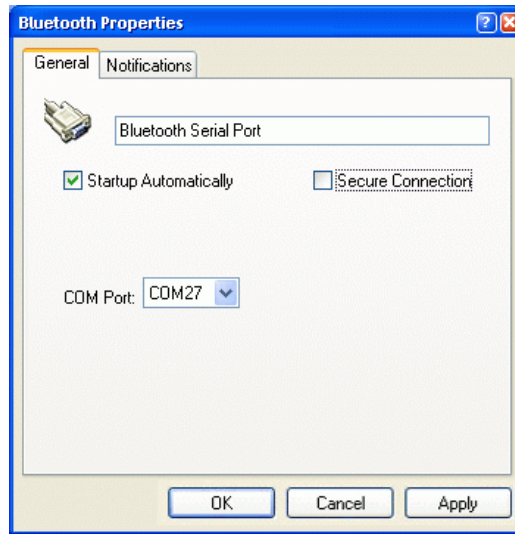 Bluetooth Properties
General Notifications
Bluetooth Serial Port
Startup Automatically Secure Connection
COM Port: COM27
OK Cancel Apply